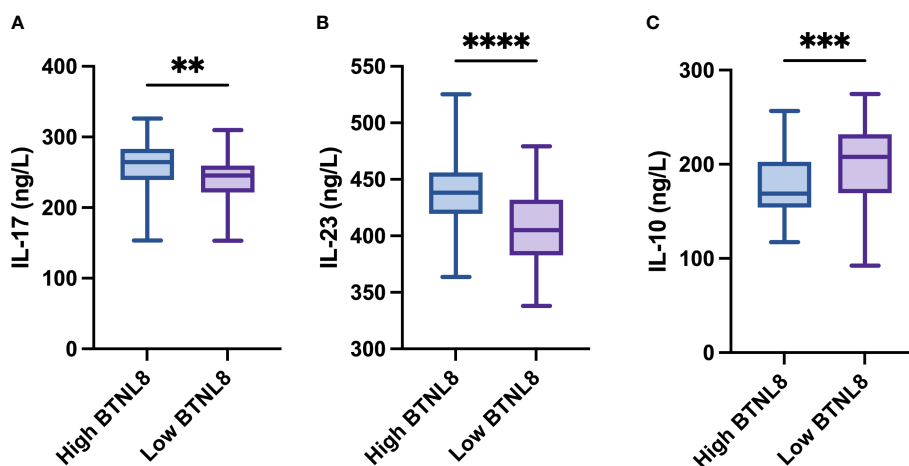 A
**
400
300
200
100
0
IL-17 (ng/L)
High BTNL8
Low BTNL8
B
****
550
500
450
400
350
300
IL-23 (ng/L)
High BTNL8
Low BTNL8
C
***
300
200
100
0
IL-10 (ng/L)
High BTNL8
Low BTNL8